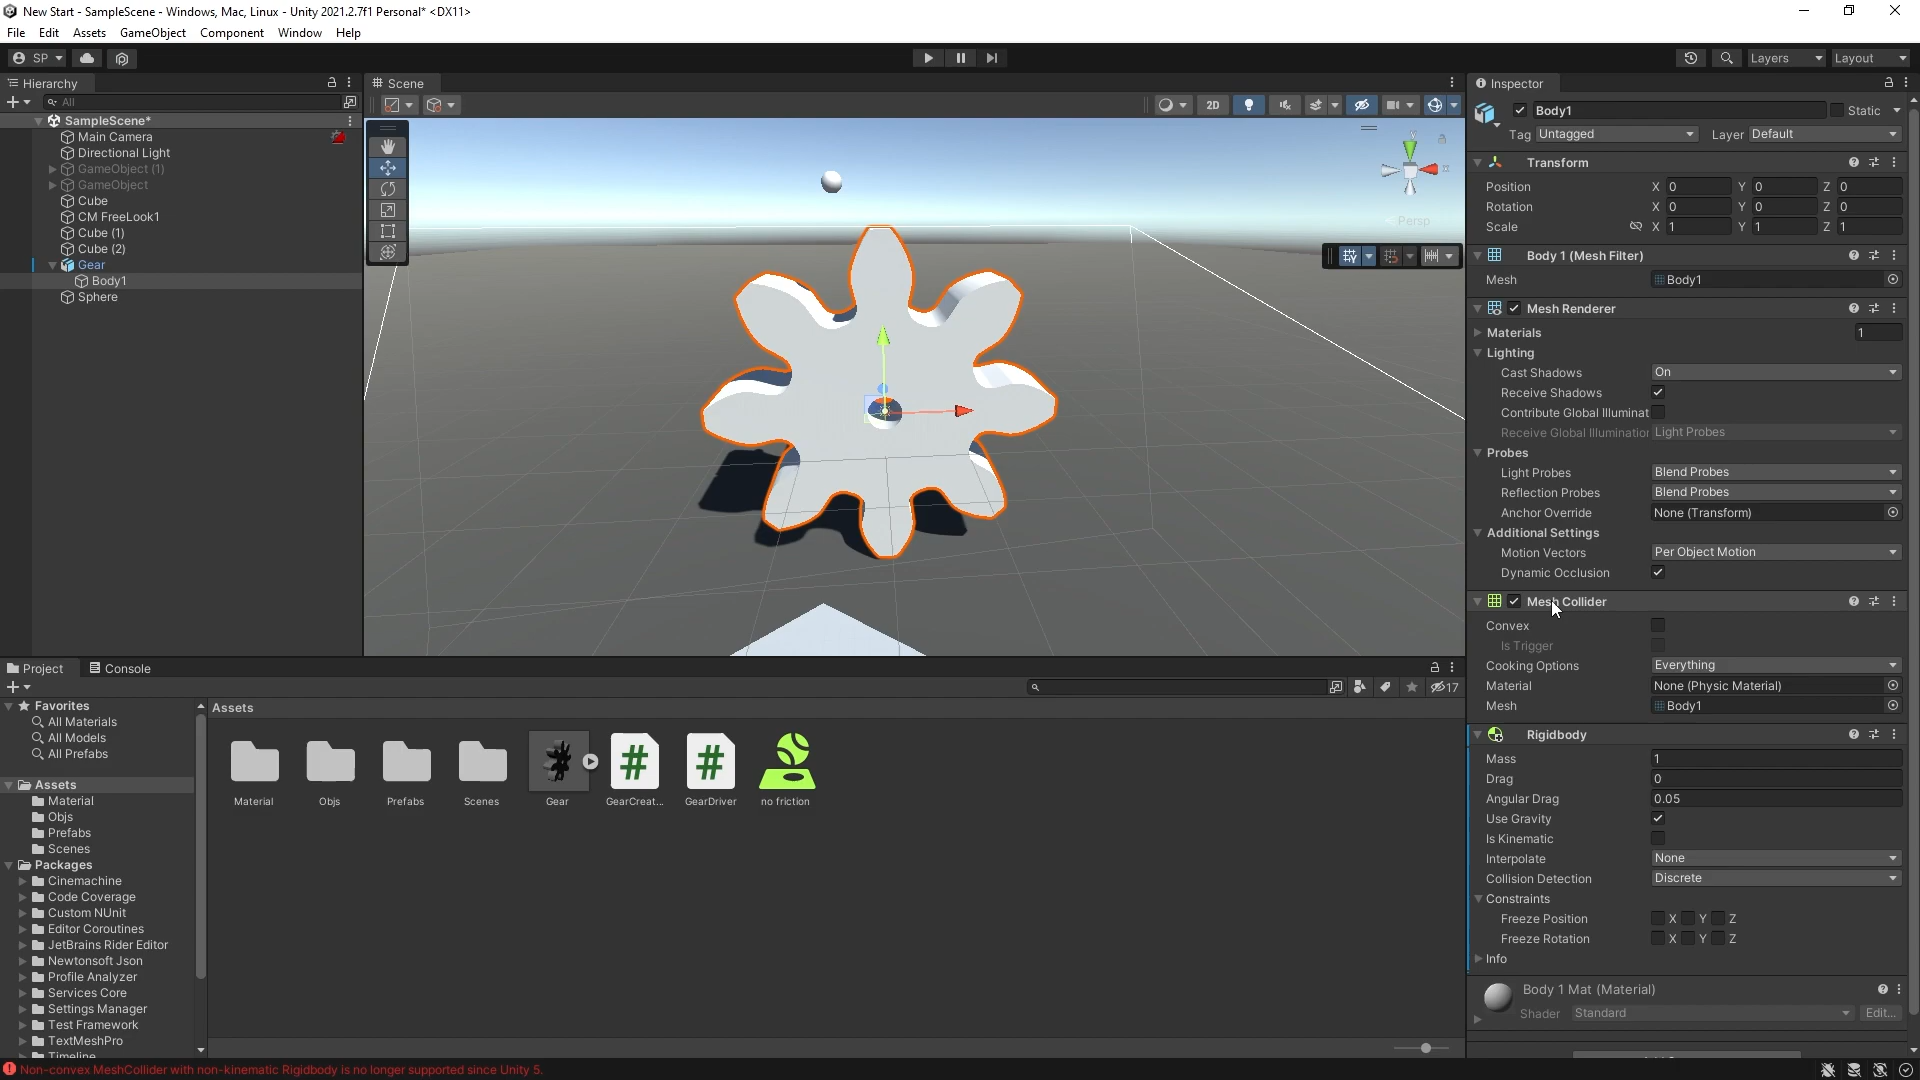 New Start - SampleScene - Windows, Mac, Linux - Unity 2021.2.7f1 Personal* <DX11>
File Edit Assets GameObject Component Window Help
SP Layers Layout
Hierarchy
All
SampleScene*
Main Camera
Directional Light
GameObject (1)
GameObject
Cube
CM FreeLook1
Cube (1)
Cube (2)
Gear
Body1
Sphere
Scene
2D
y
x
Persp
Inspector
Body1 Static
Tag Untagged Layer Default
Transform
Position X 0 Y 0 Z 0
Rotation X 0 Y 0 Z 0
Scale X 1 Y 1 Z 1
Body 1 (Mesh Filter)
Mesh Body1
Mesh Renderer
Materials 1
Lighting
Cast Shadows On
Receive Shadows
Contribute Global Illuminat
Receive Global Illumination Light Probes
Probes
Light Probes Blend Probes
Reflection Probes Blend Probes
Anchor Override None (Transform)
Additional Settings
Motion Vectors Per Object Motion
Dynamic Occlusion
Mesh Collider
Convex
Is Trigger
Cooking Options Everything
Material None (Physic Material)
Mesh Body1
Rigidbody
Mass 1
Drag 0
Angular Drag 0.05
Use Gravity
Is Kinematic
Interpolate None
Collision Detection Discrete
Constraints
Freeze Position X Y Z
Freeze Rotation X Y Z
Info
Body 1 Mat (Material)
Shader Standard Edit...
Project Console
17
Favorites
All Materials
All Models
All Prefabs
Assets
Material
Objs
Prefabs
Scenes
Packages
Cinemachine
Code Coverage
Custom NUnit
Editor Coroutines
JetBrains Rider Editor
Newtonsoft Json
Profile Analyzer
Services Core
Settings Manager
Test Framework
TextMeshPro
Timeline
Assets
Material Objs Prefabs Scenes Gear GearCreat... GearDriver no friction
Non-convex MeshCollider with non-kinematic Rigidbody is no longer supported since Unity 5.